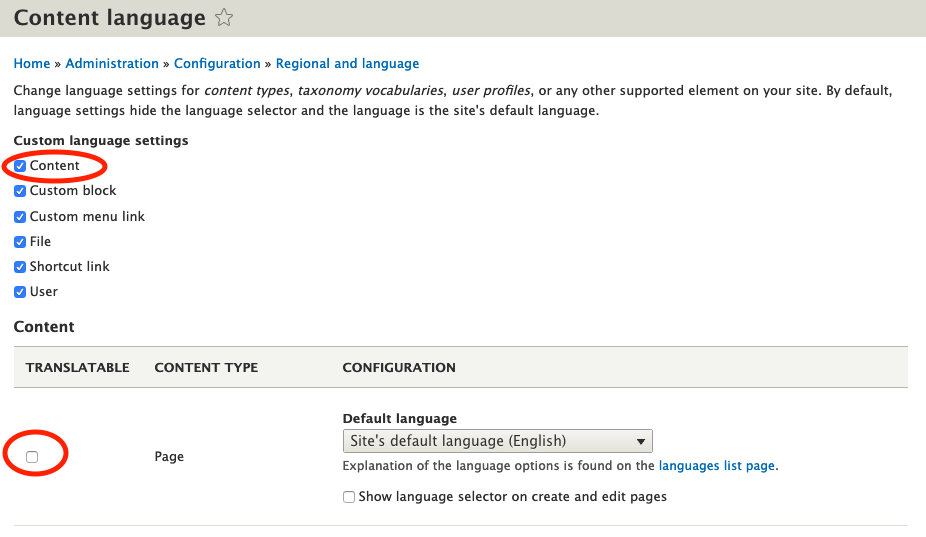 Content language
Home » Administration » Configuration » Regional and language
Change language settings for content types, taxonomy vocabularies, user profiles, or any other supported element on your site. By default,
language settings hide the language selector and the language is the site's default language.
Custom language settings
Content
Custom block
Custom menu link
File
Shortcut link
User
Content
TRANSLATABLE CONTENT TYPE CONFIGURATION
Default language
Site's default language (English)
Page
Explanation of the language options is found on the languages list page.
Show language selector on create and edit pages